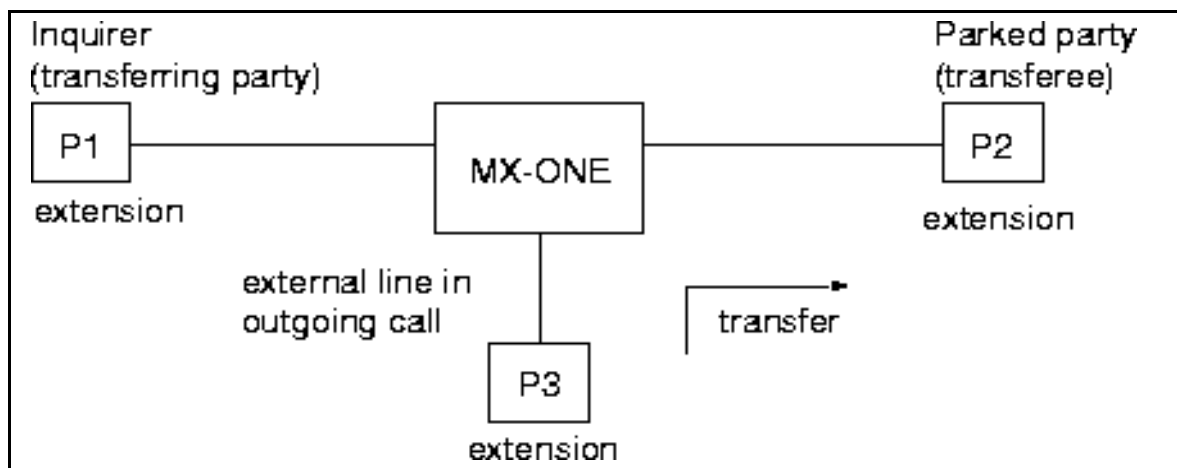 Inquirer
(transferring party)
P1
extension
MX-ONE
Parked party
(transferee)
P2
extension
external line in
outgoing call
transfer
P3
extension